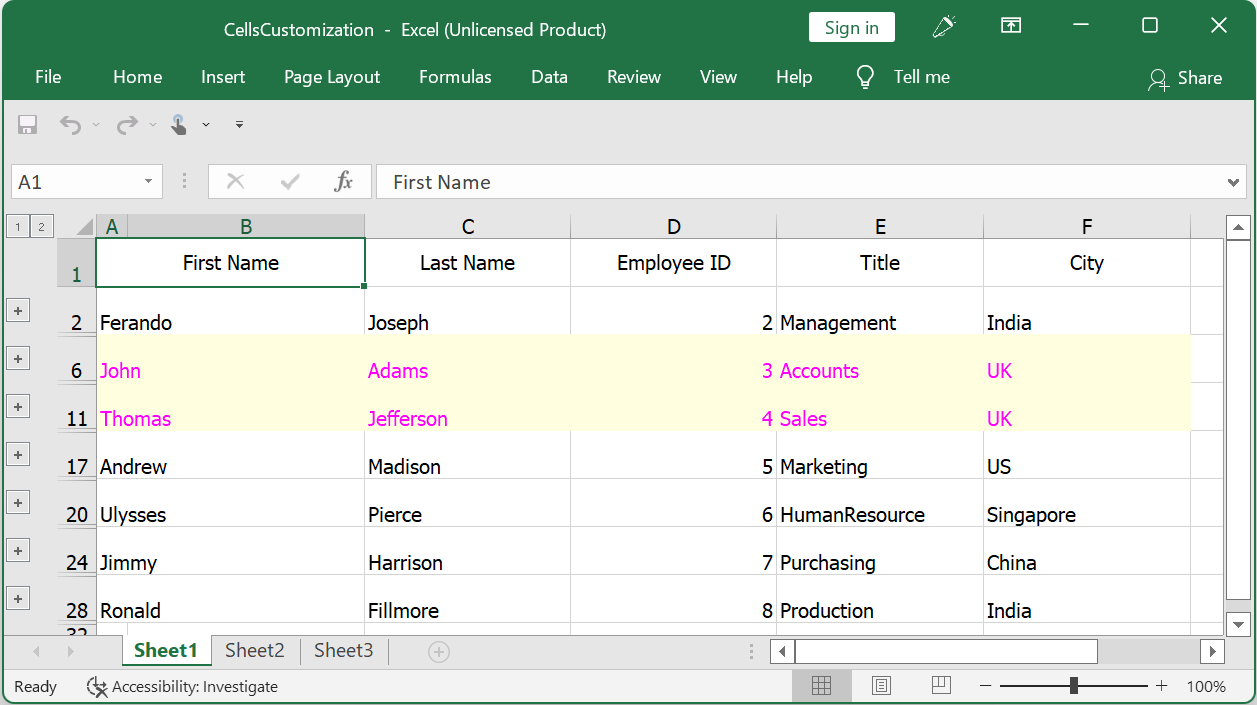 CellsCustomization - Excel (Unlicensed Product) Sign in
File Home Insert Page Layout Formulas Data Review View Help Tell me Share
A1 fx First Name
1 2 A B C D E F
1 First Name Last Name Employee ID Title City
2 Ferando Joseph 2 Management India
6 John Adams 3 Accounts UK
11 Thomas Jefferson 4 Sales UK
17 Andrew Madison 5 Marketing US
20 Ulysses Pierce 6 HumanResource Singapore
24 Jimmy Harrison 7 Purchasing China
28 Ronald Fillmore 8 Production India
Sheet1 Sheet2 Sheet3
Ready Accessibility: Investigate 100%